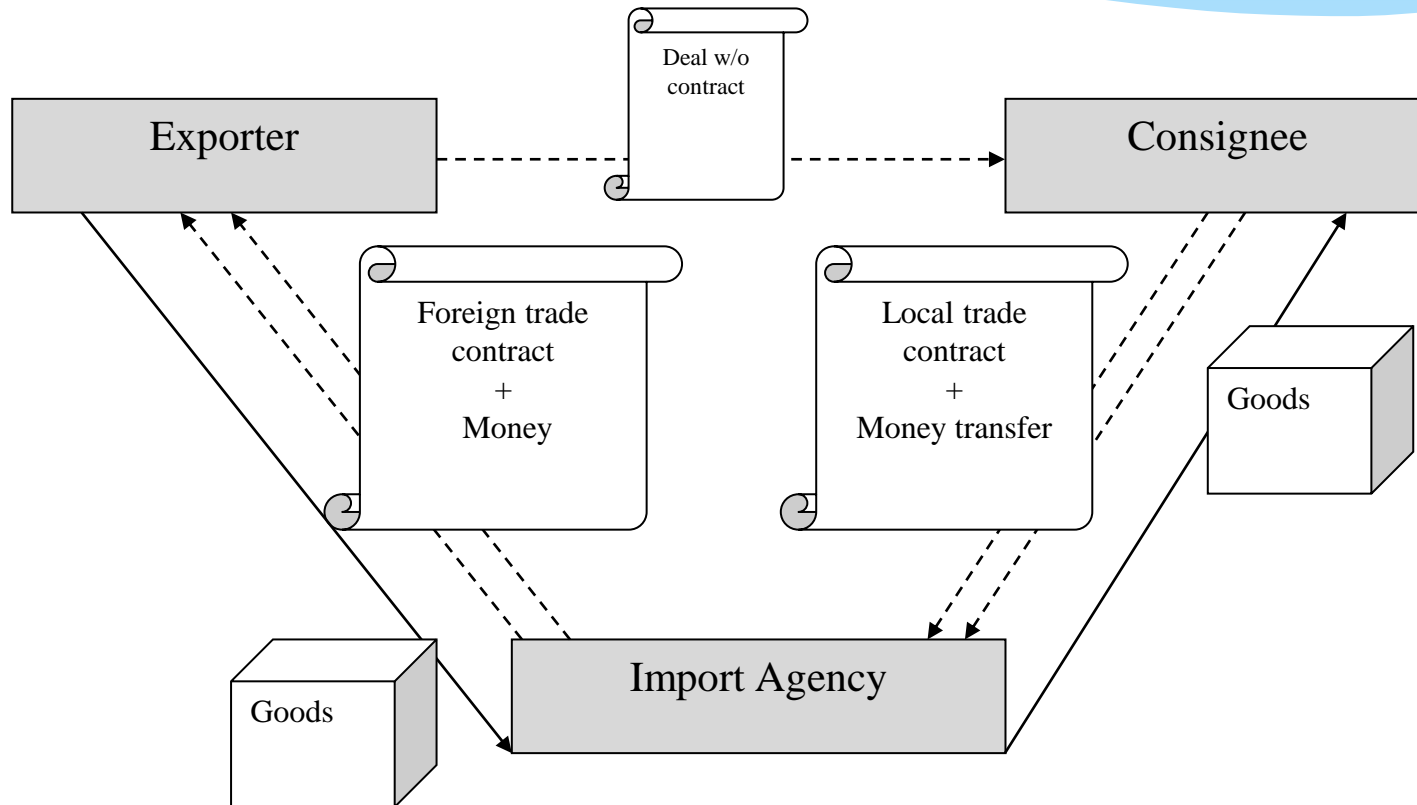 Deal w/o
contract
Exporter
Consignee
Foreign trade
contract
+
Money
Local trade
contract
+
Money transfer
Goods
Import Agency
Goods